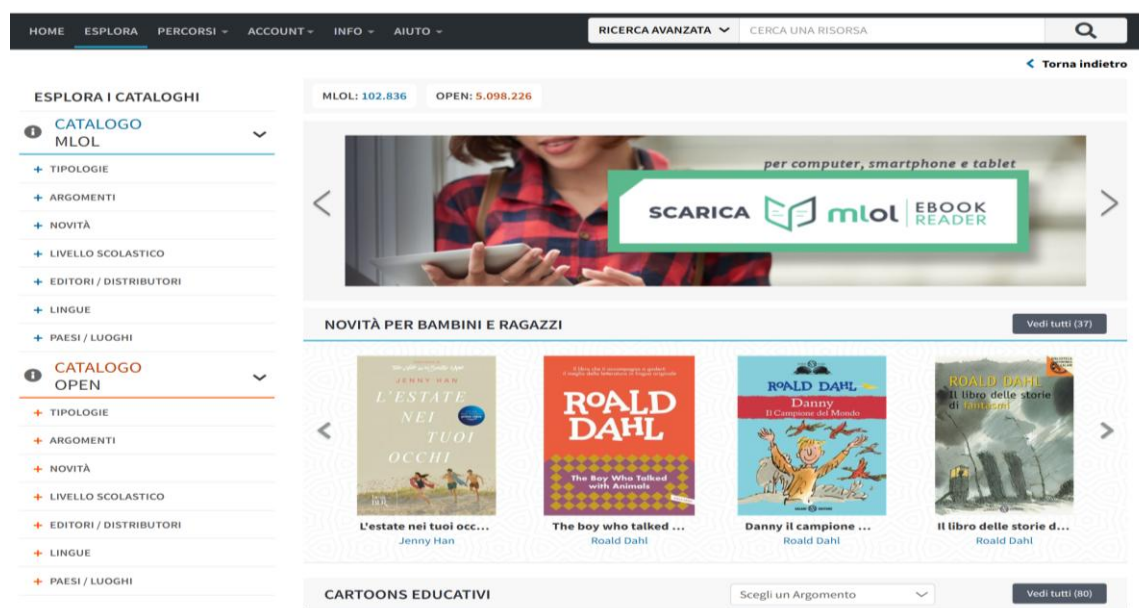 HOME ESPLORA PERCORSI ACCOUNT INFO AIUTO RICERCA AVANZATA CERCA UNA RISORSA
Torna indietro
ESPLORA I CATALOGHI
CATALOGO
MLOL
TIPOLOGIE
ARGOMENTI
NOVITÀ
LIVELLO SCOLASTICO
EDITORI / DISTRIBUTORI
LINGUE
PAESI / LUOGHI
CATALOGO
OPEN
TIPOLOGIE
ARGOMENTI
NOVITÀ
LIVELLO SCOLASTICO
EDITORI / DISTRIBUTORI
LINGUE
PAESI / LUOGHI
MLOL: 102.836 OPEN: 5.098.226
per computer, smartphone e tablet
SCARICA mlol EBOOK
READER
NOVITÀ PER BAMBINI E RAGAZZI Vedi tutti (37)
JENNY HAN
L'ESTATE
NEI
TUOI
OCCHI
L'estate nei tuoi occ...
Jenny Han
ROALD
DAHL
The Boy Who Talked
with Animals
The boy who talked ...
Roald Dahl
ROALD DAHL
Danny
Il Campione del Mondo
Danny il campione ...
Roald Dahl
ROALD DAHL
Il libro delle storie
di fantasmi
Il libro delle storie d...
Roald Dahl
CARTOONS EDUCATIVI Scegli un Argomento Vedi tutti (80)